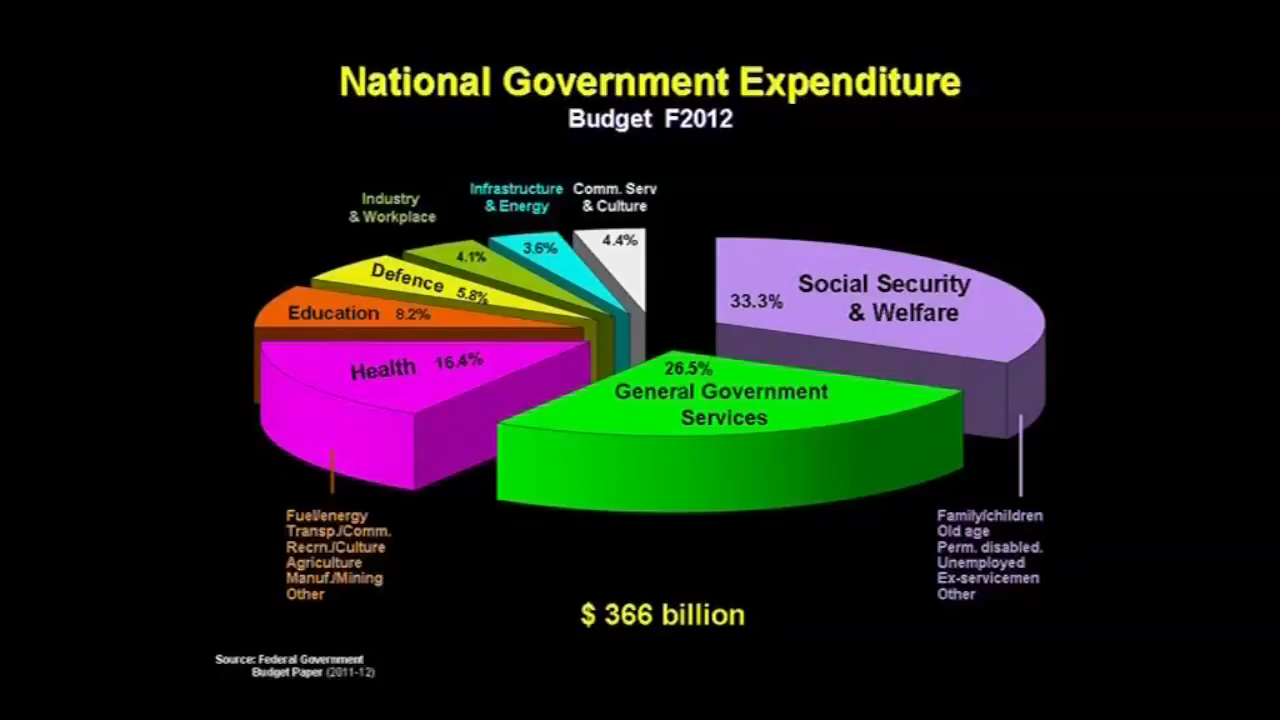 National Government Expenditure
Budget F2012
Infrastructure
& Energy
Comm. Serv
& Culture
Industry
& Workplace
4.4%
3.6%
4.1%
Defence 5.8%
Education 8.2%
Health 16.4%
33.3%
Social Security
& Welfare
26.5%
General Government
Services
Fuel/energy
Transp./Comm.
Recrn./Culture
Agriculture
Manuf./Mining
Other
Family/children
Old age
Perm. disabled.
Unemployed
Ex-servicemen
Other
$ 366 billion
Source: Federal Government
Budget Paper (2011-12)